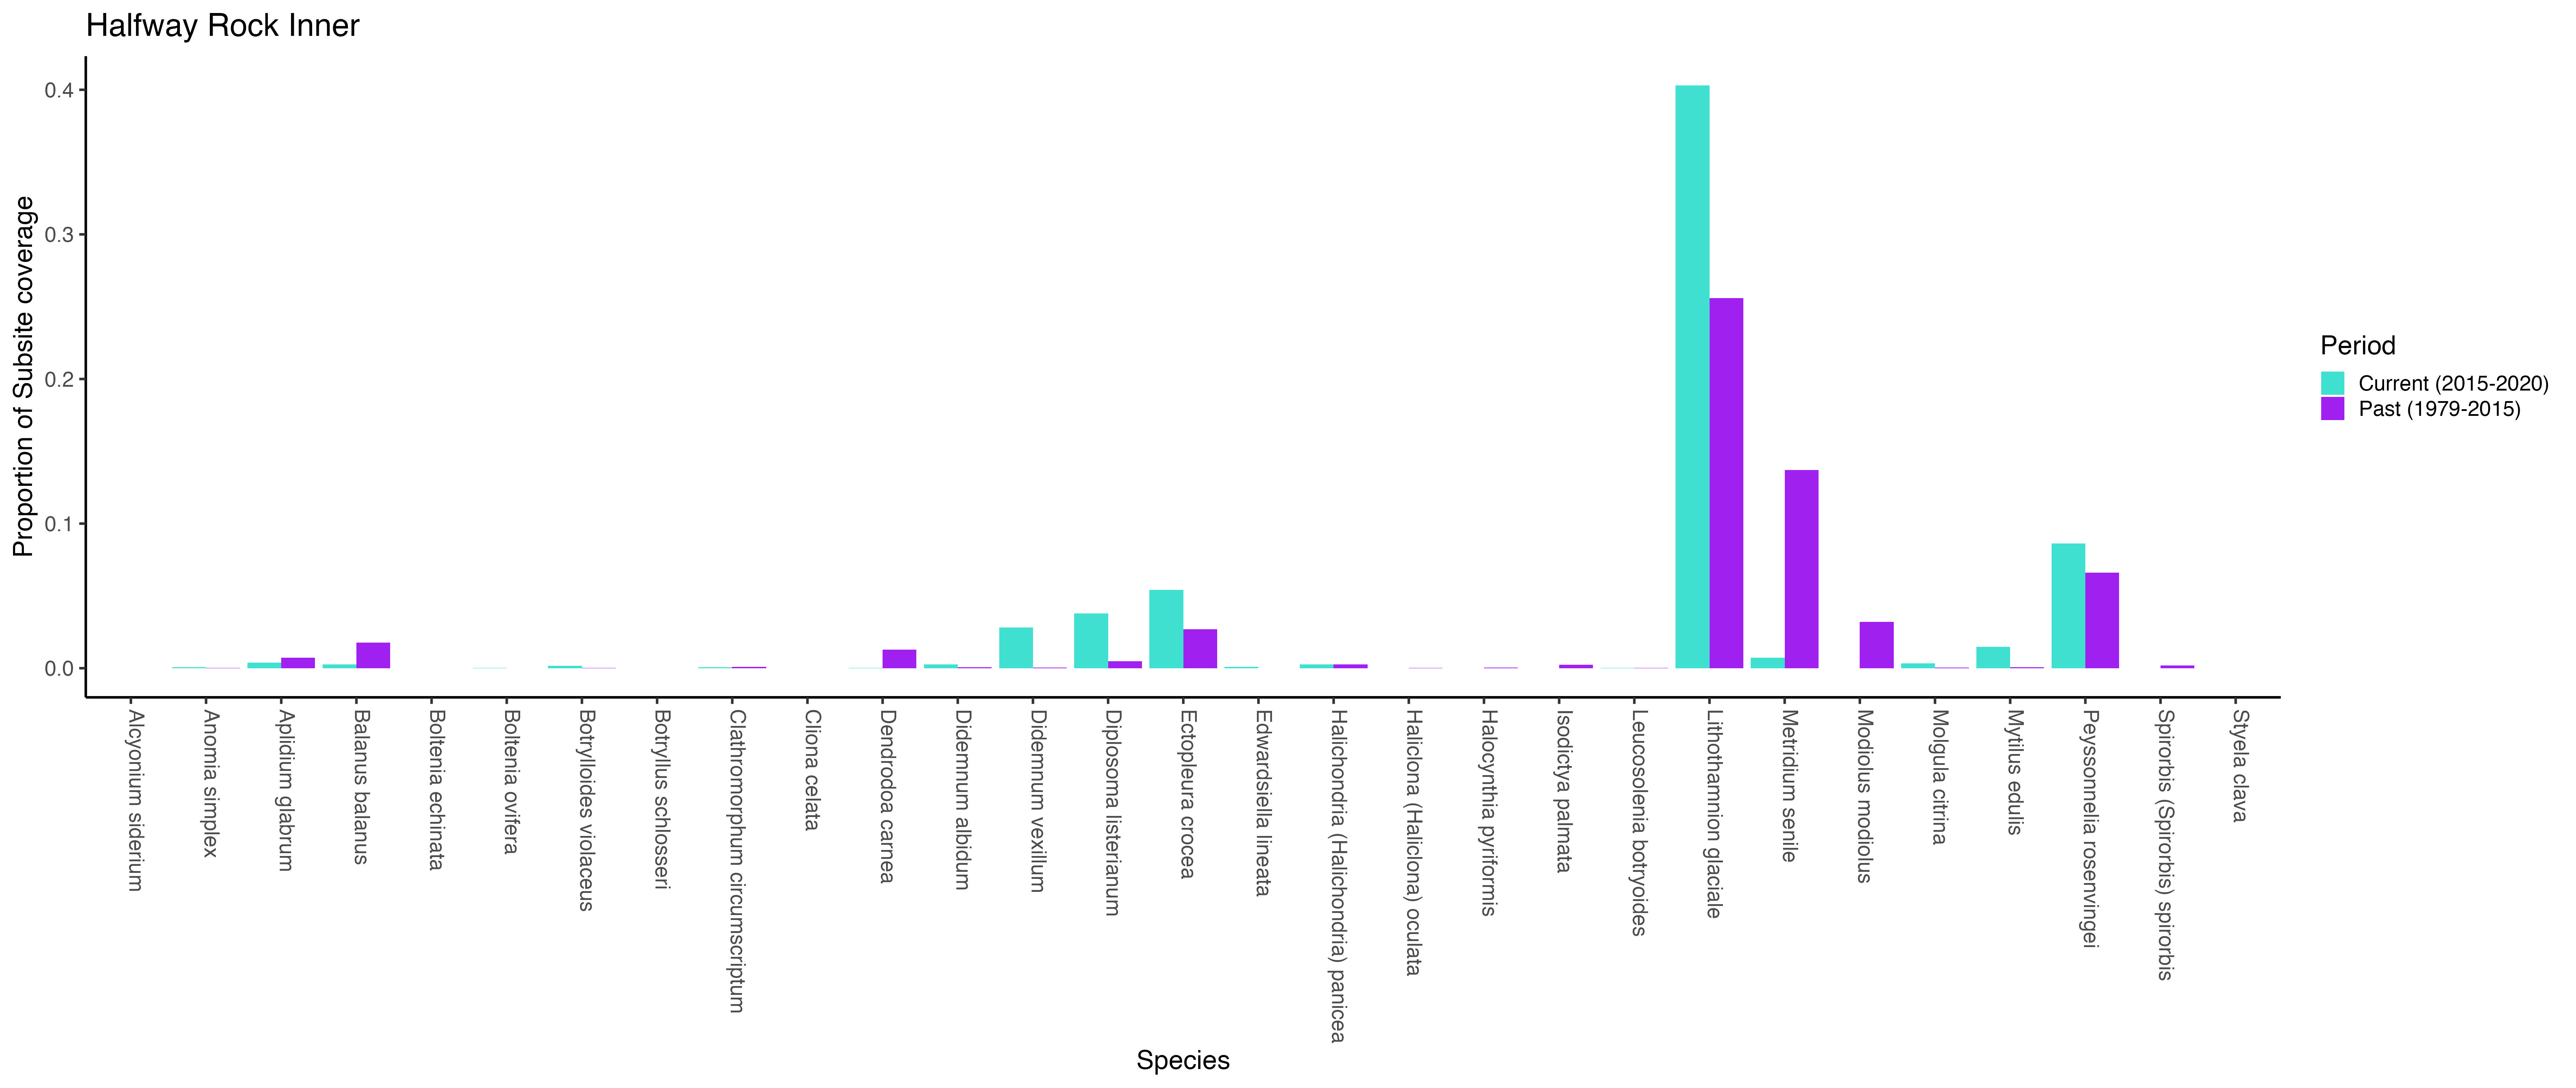 Halfway Rock Inner
Proportion of Subsite coverage
0.4
0.3
0.2
0.1
0.0
Alcyonium siderium
Anomia simplex
Aplidium glabrum
Balanus balanus
Boltenia echinata
Boltenia ovifera
Botrylloides violaceus
Botryllus schlosseri
Clathromorphum circumscriptum
Cliona celata
Dendrodoa carnea
Didemnum albidum
Didemnum vexillum
Diplosoma listerianum
Ectopleura crocea
Edwardsiella lineata
Halichondria (Halichondria) panicea
Haliclona (Haliclona) oculata
Halocynthia pyriformis
Isodictya palmata
Leucosolenia botryoides
Lithothamnion glaciale
Metridium senile
Modiolus modiolus
Molgula citrina
Mytilus edulis
Peyssonnelia rosenvingei
Spirorbis (Spirorbis) spirorbis
Styela clava
Species
Period
Current (2015-2020)
Past (1979-2015)